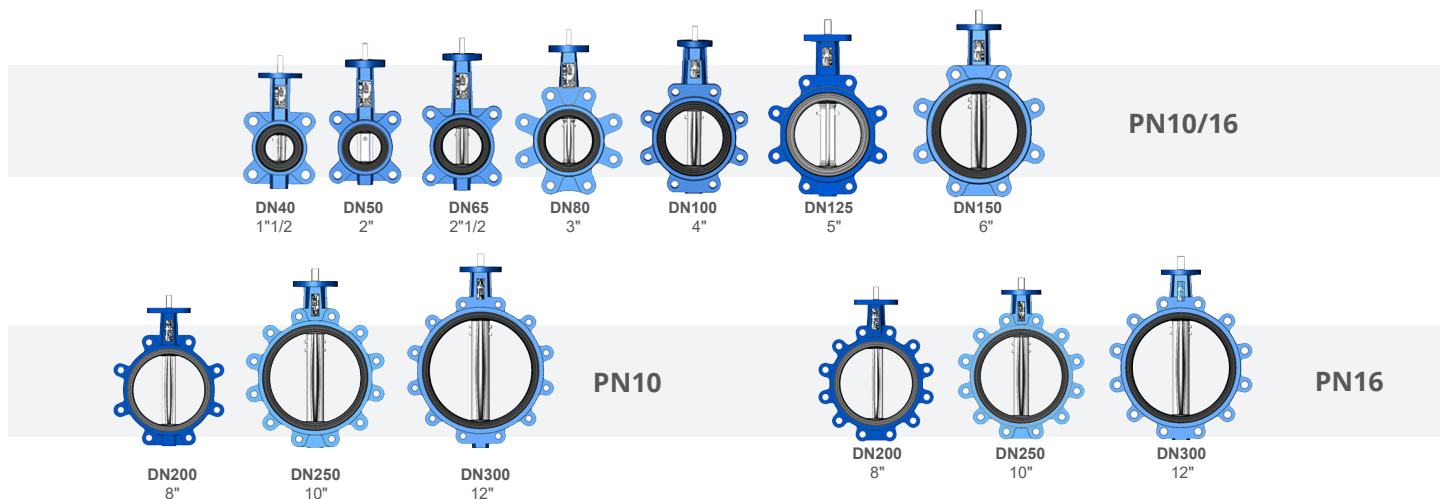 PN10/16
DN40
1"1/2
DN50
2"
DN65
2"1/2
DN80
3"
DN100
4"
DN125
5"
DN150
6"
PN10
DN200
8"
DN250
10"
DN300
12"
PN16
DN200
8"
DN250
10"
DN300
12"